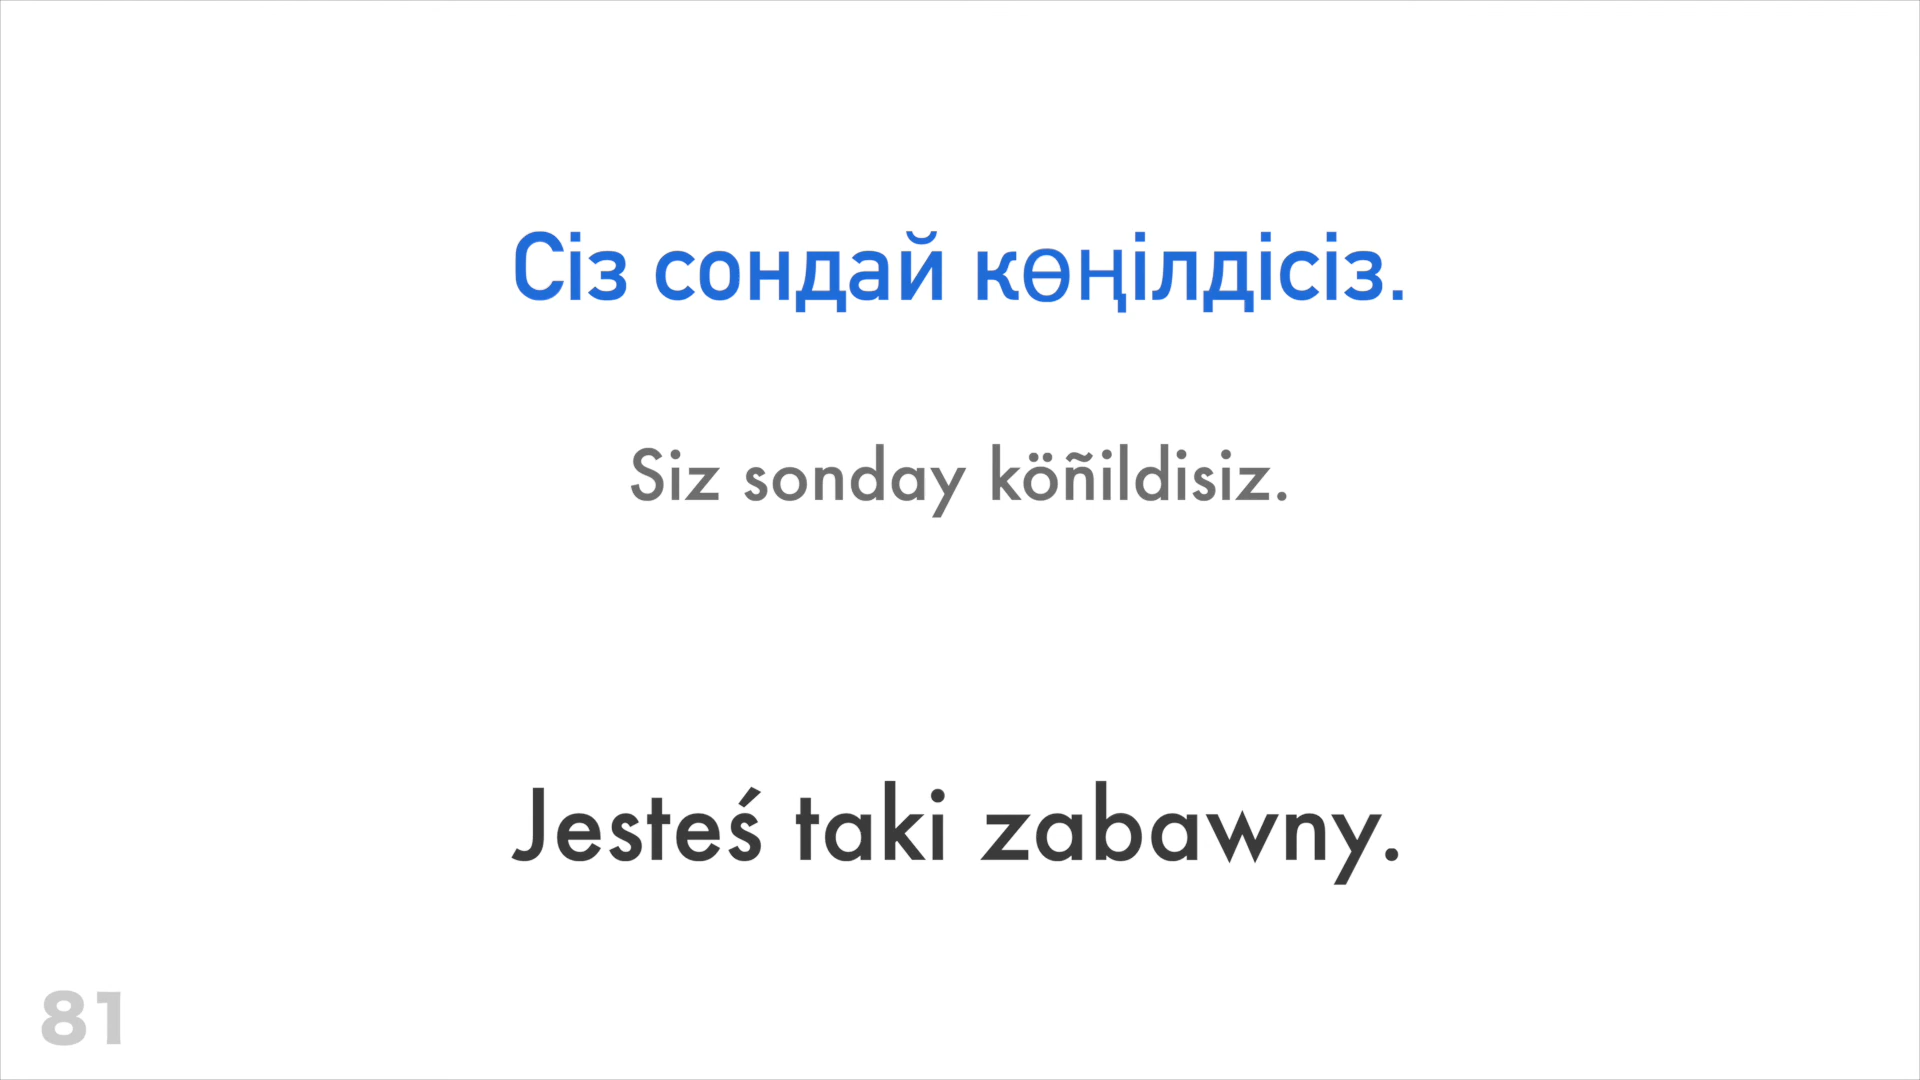 Сіз сондай көңілдісіз.
Siz sonday köñildisiz.
Jesteś taki zabawny.
81